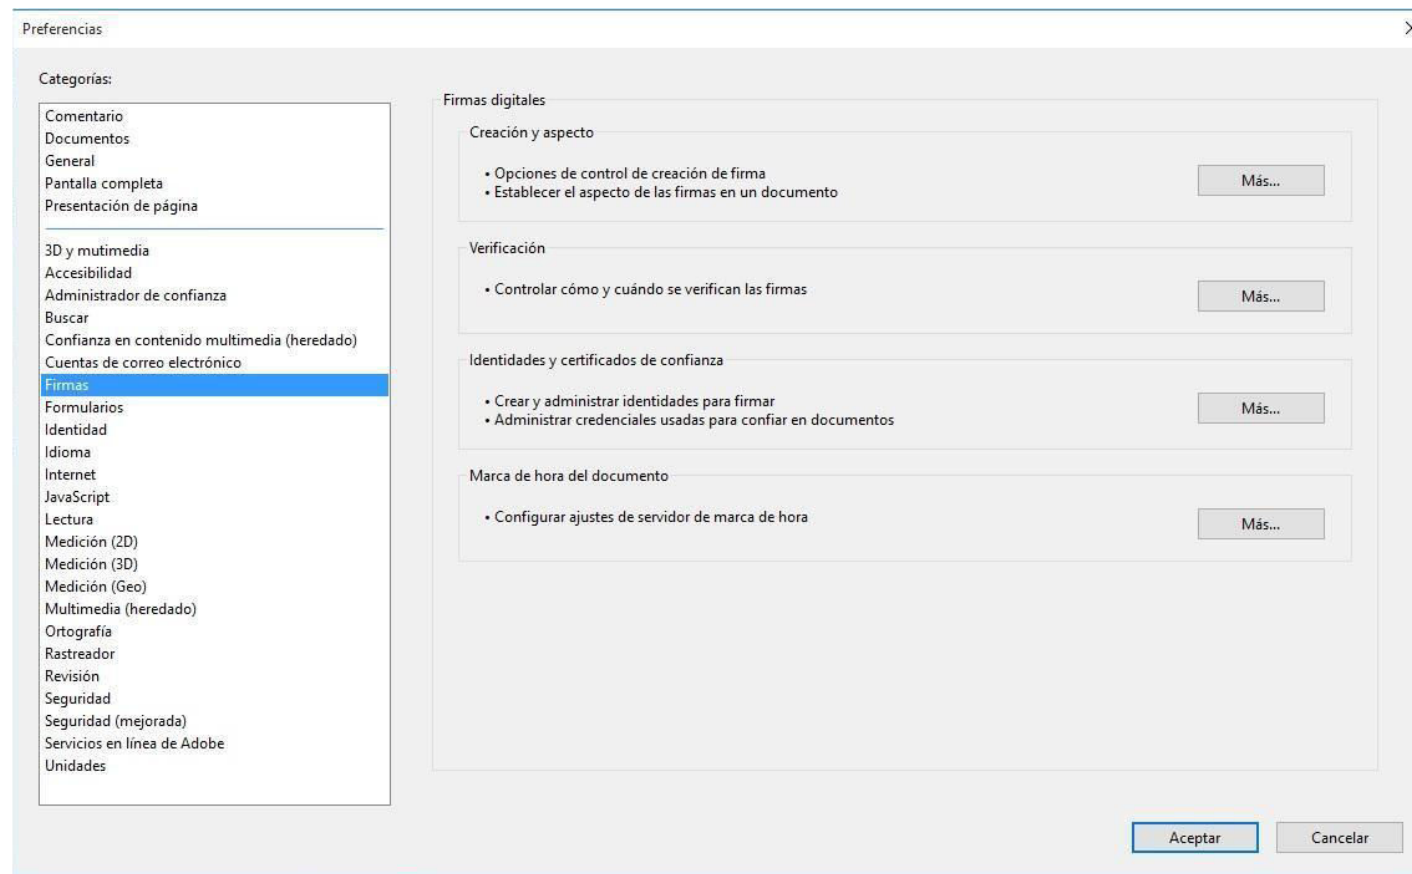 Preferencias
Categorías:
Comentario
Documentos
General
Pantalla completa
Presentación de página
3D y mutimedia
Accesibilidad
Administrador de confianza
Buscar
Confianza en contenido multimedia (heredado)
Cuentas de correo electrónico
Firmas
Formularios
Identidad
Idioma
Internet
JavaScript
Lectura
Medición (2D)
Medición (3D)
Medición (Geo)
Multimedia (heredado)
Ortografía
Rastreador
Revisión
Seguridad
Seguridad (mejorada)
Servicios en línea de Adobe
Unidades
Firmas digitales
Creación y aspecto
• Opciones de control de creación de firma
• Establecer el aspecto de las firmas en un documento
Más...
Verificación
• Controlar cómo y cuándo se verifican las firmas
Más...
Identidades y certificados de confianza
• Crear y administrar identidades para firmar
• Administrar credenciales usadas para confiar en documentos
Más...
Marca de hora del documento
• Configurar ajustes de servidor de marca de hora
Más...
Aceptar
Cancelar